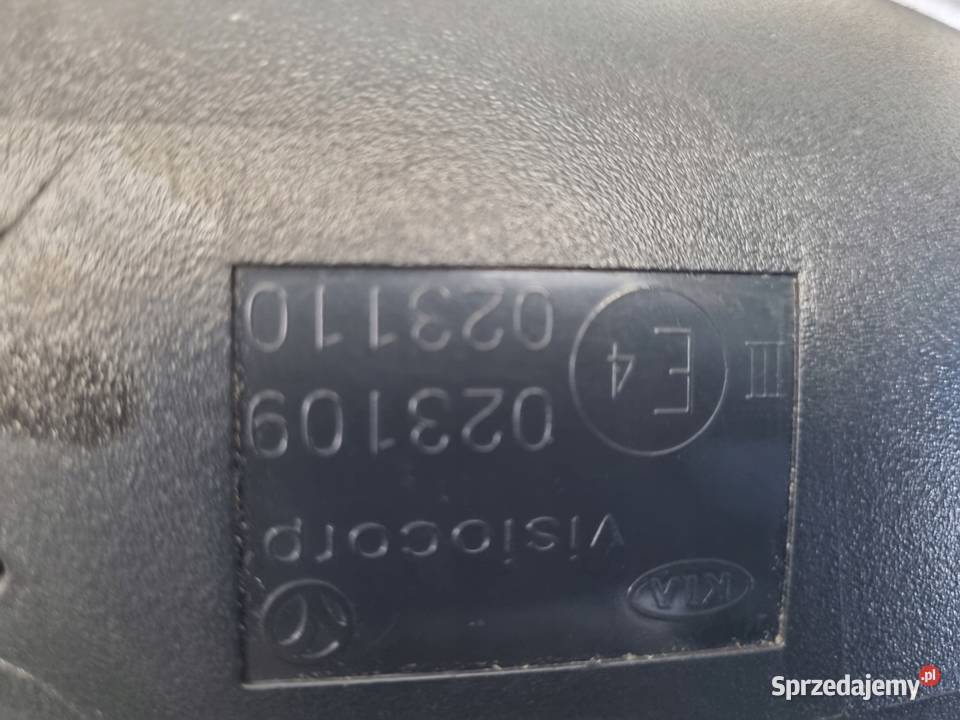 KIA
visiocorp
023109
III E4 023110
Sprzedajemy.pl